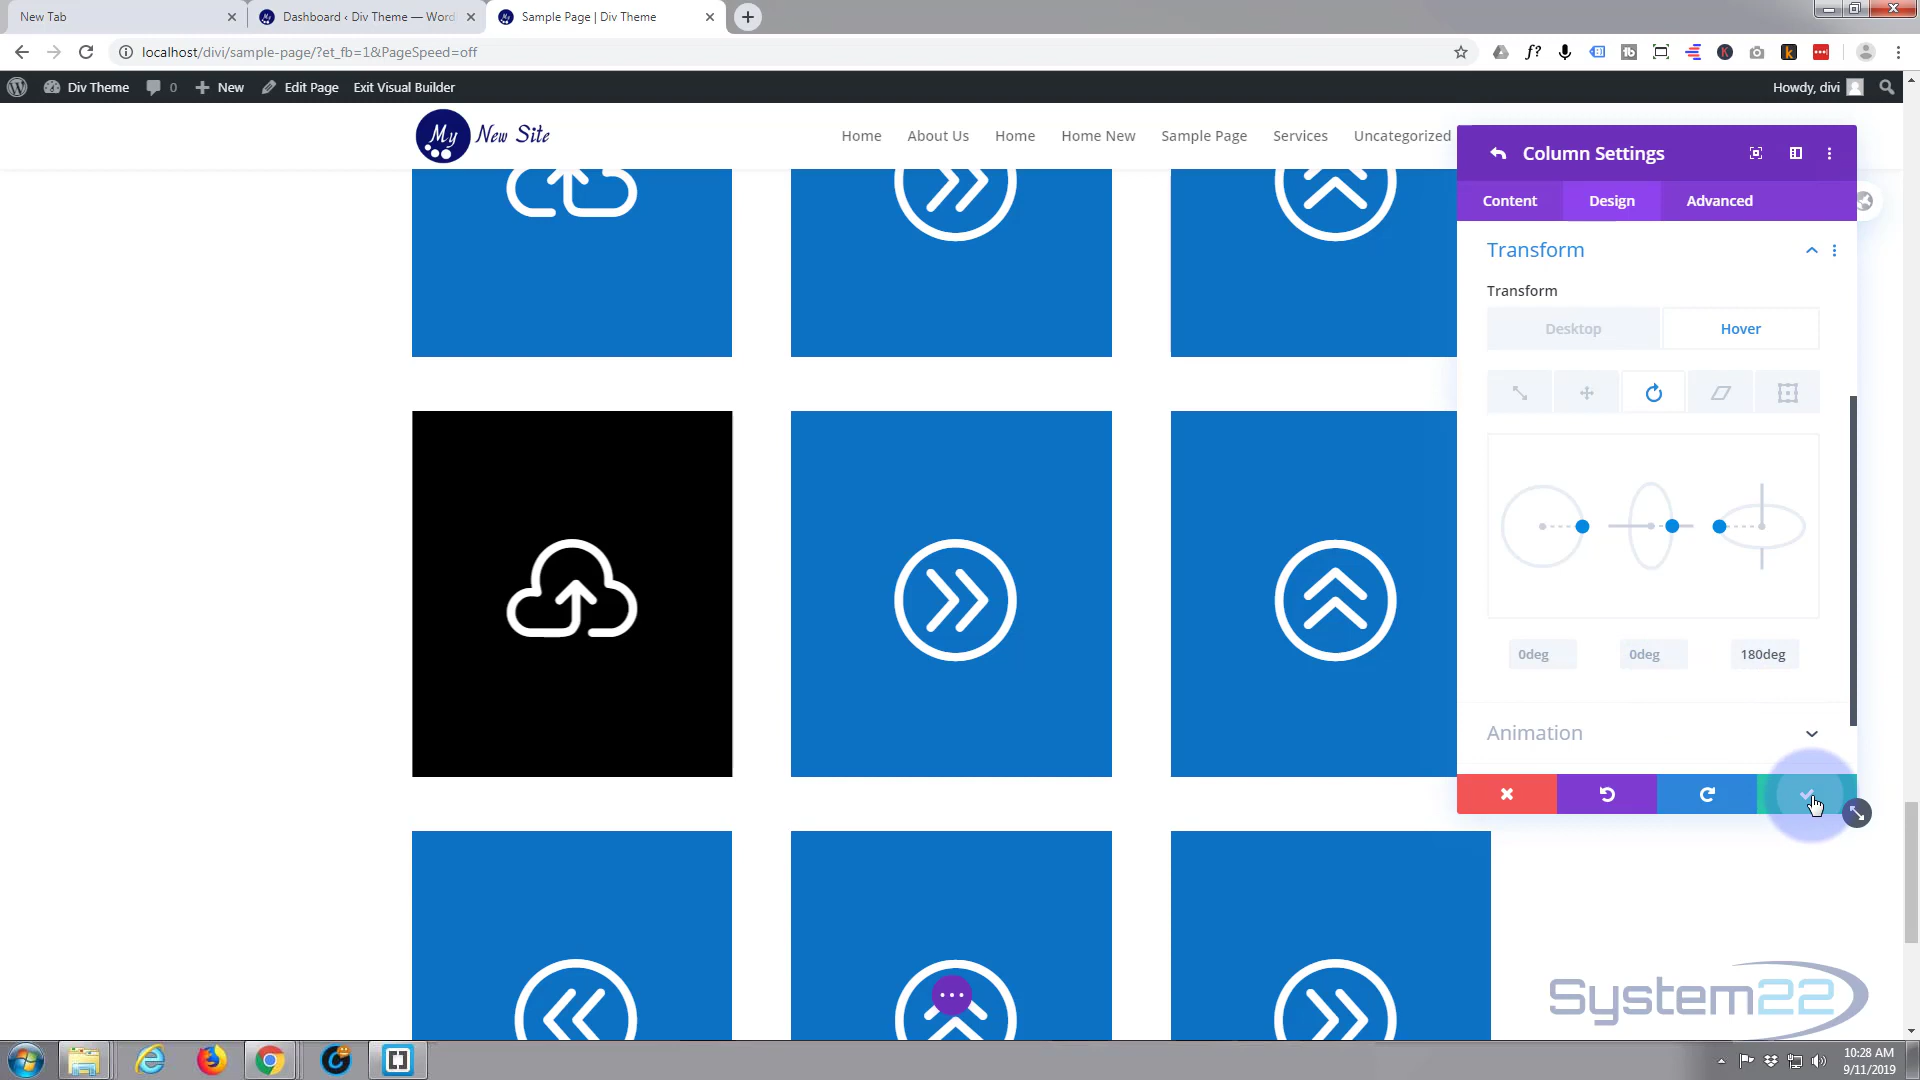 New Tab
Dashboard ‹ Div Theme — Word
Sample Page | Div Theme
localhost/divi/sample-page/?et_fb=1&PageSpeed=off
Div Theme
0
New
Edit Page
Exit Visual Builder
Howdy, divi
My New Site
Home
About Us
Home
Home New
Sample Page
Services
Uncategorized
Column Settings
Content
Design
Advanced
Transform
Transform
Desktop
Hover
0deg
0deg
180deg
Animation
System22
10:28 AM
9/11/2019